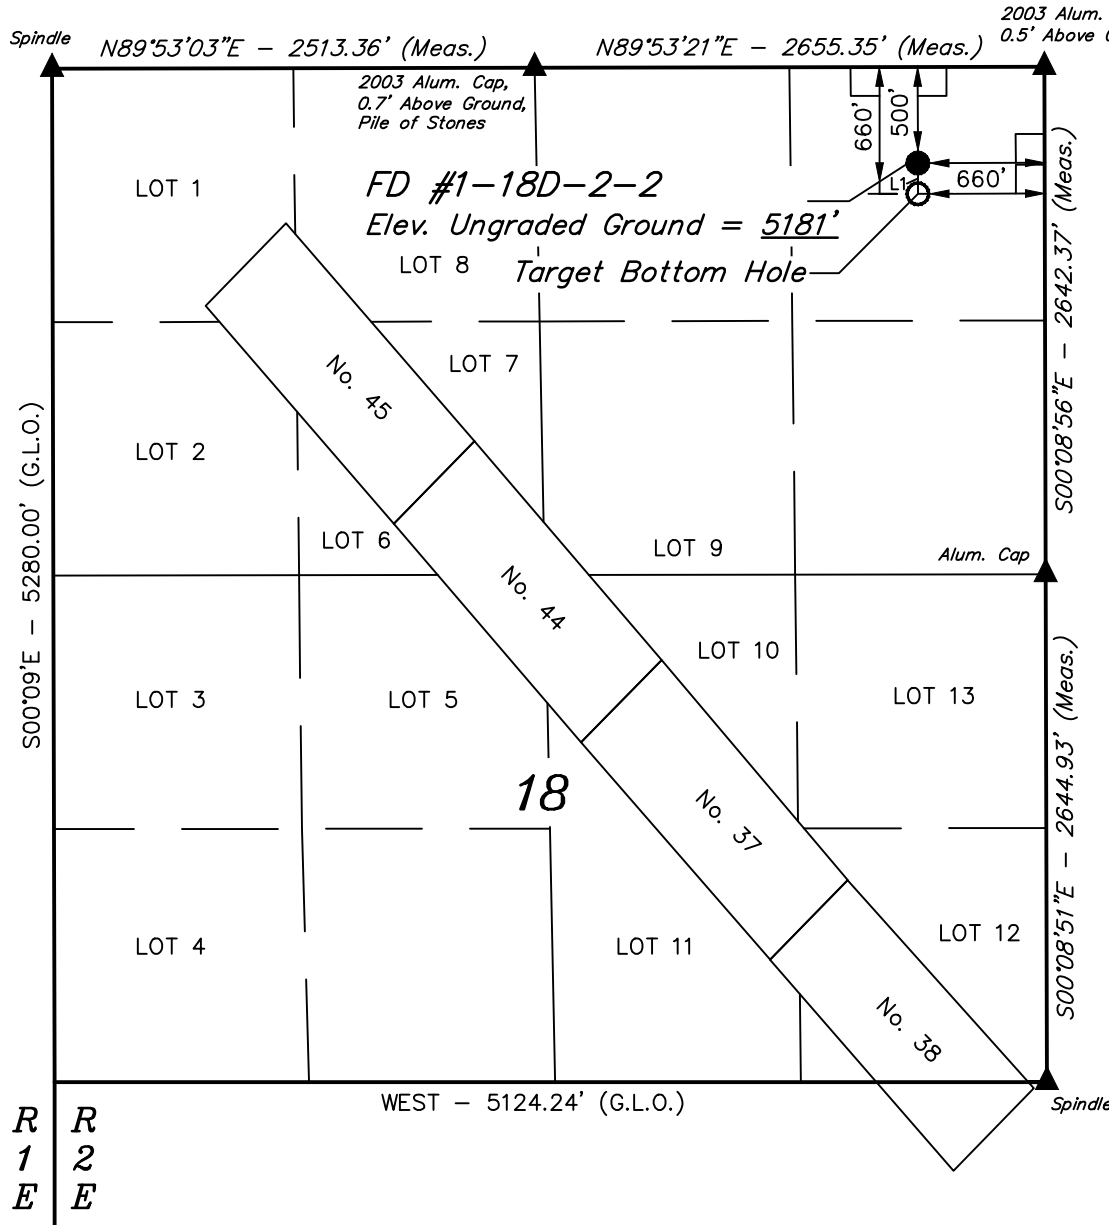 2003 Alum.
0.5' Above
Spindle
N89°53'03"E - 2513.36' (Meas.)
N89°53'21"E - 2655.35' (Meas.)
2003 Alum. Cap,
0.7' Above Ground,
Pile of Stones
660'
500'
LOT 1
FD #1-18D-2-2
L1
660'
Elev. Ungraded Ground = 5181'
LOT 8
Target Bottom Hole
S00°08'56"E - 2642.37' (Meas.)
LOT 7
No. 45
LOT 2
S00°09'E - 5280.00' (G.L.O.)
LOT 6
LOT 9
Alum. Cap
No. 44
LOT 10
LOT 3
LOT 5
LOT 13
18
No. 37
S00°08'51"E - 2644.93' (Meas.)
LOT 4
LOT 11
LOT 12
No. 38
WEST - 5124.24' (G.L.O.)
Spindle
R R
1 2
E E